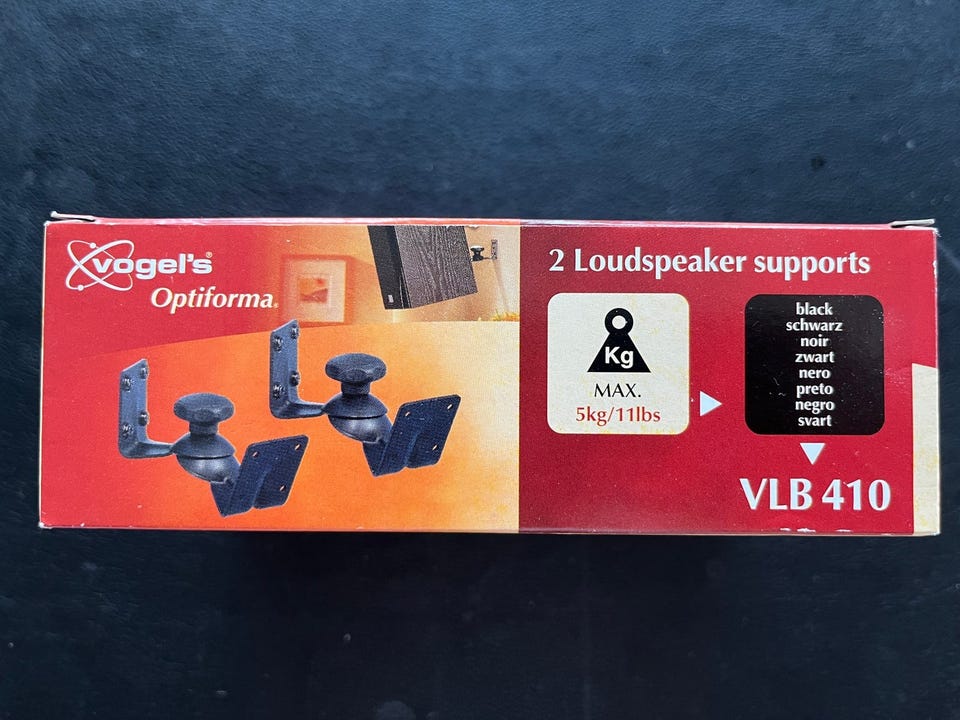 vogel's®
Optiforma
2 Loudspeaker supports
Kg
MAX.
5kg/11lbs
black
schwarz
noir
zwart
nero
preto
negro
svart
VLB 410